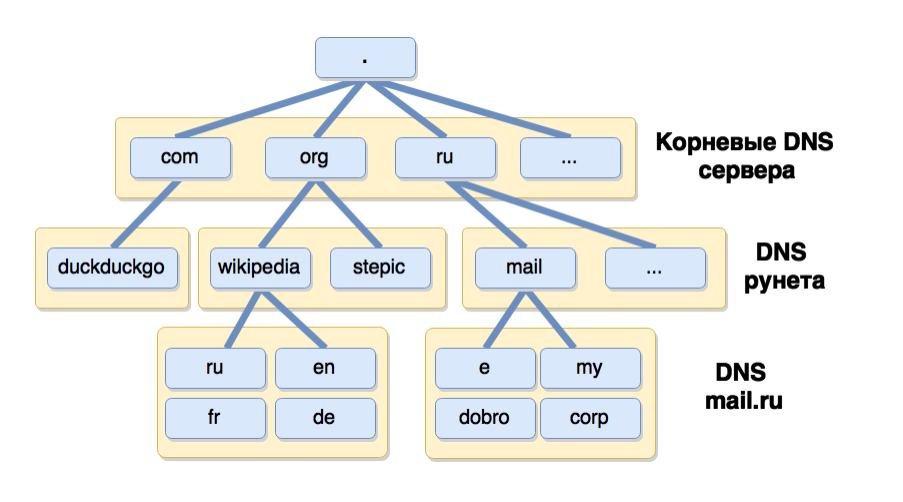 .
com
org
ru
...
Корневые DNS
сервера
duckduckgo
wikipedia
stepic
mail
...
DNS
рунета
ru
en
fr
de
e
my
dobro
corp
DNS
mail.ru